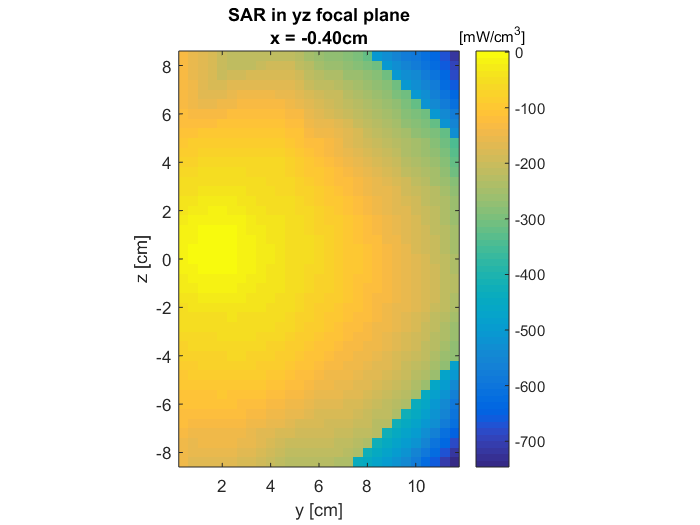 SAR in yz focal plane
x = -0.40cm
[mW/cm³]
8
6
4
2
0
-2
-4
-6
-8
z [cm]
2 4 6 8 10
y [cm]
0
-100
-200
-300
-400
-500
-600
-700